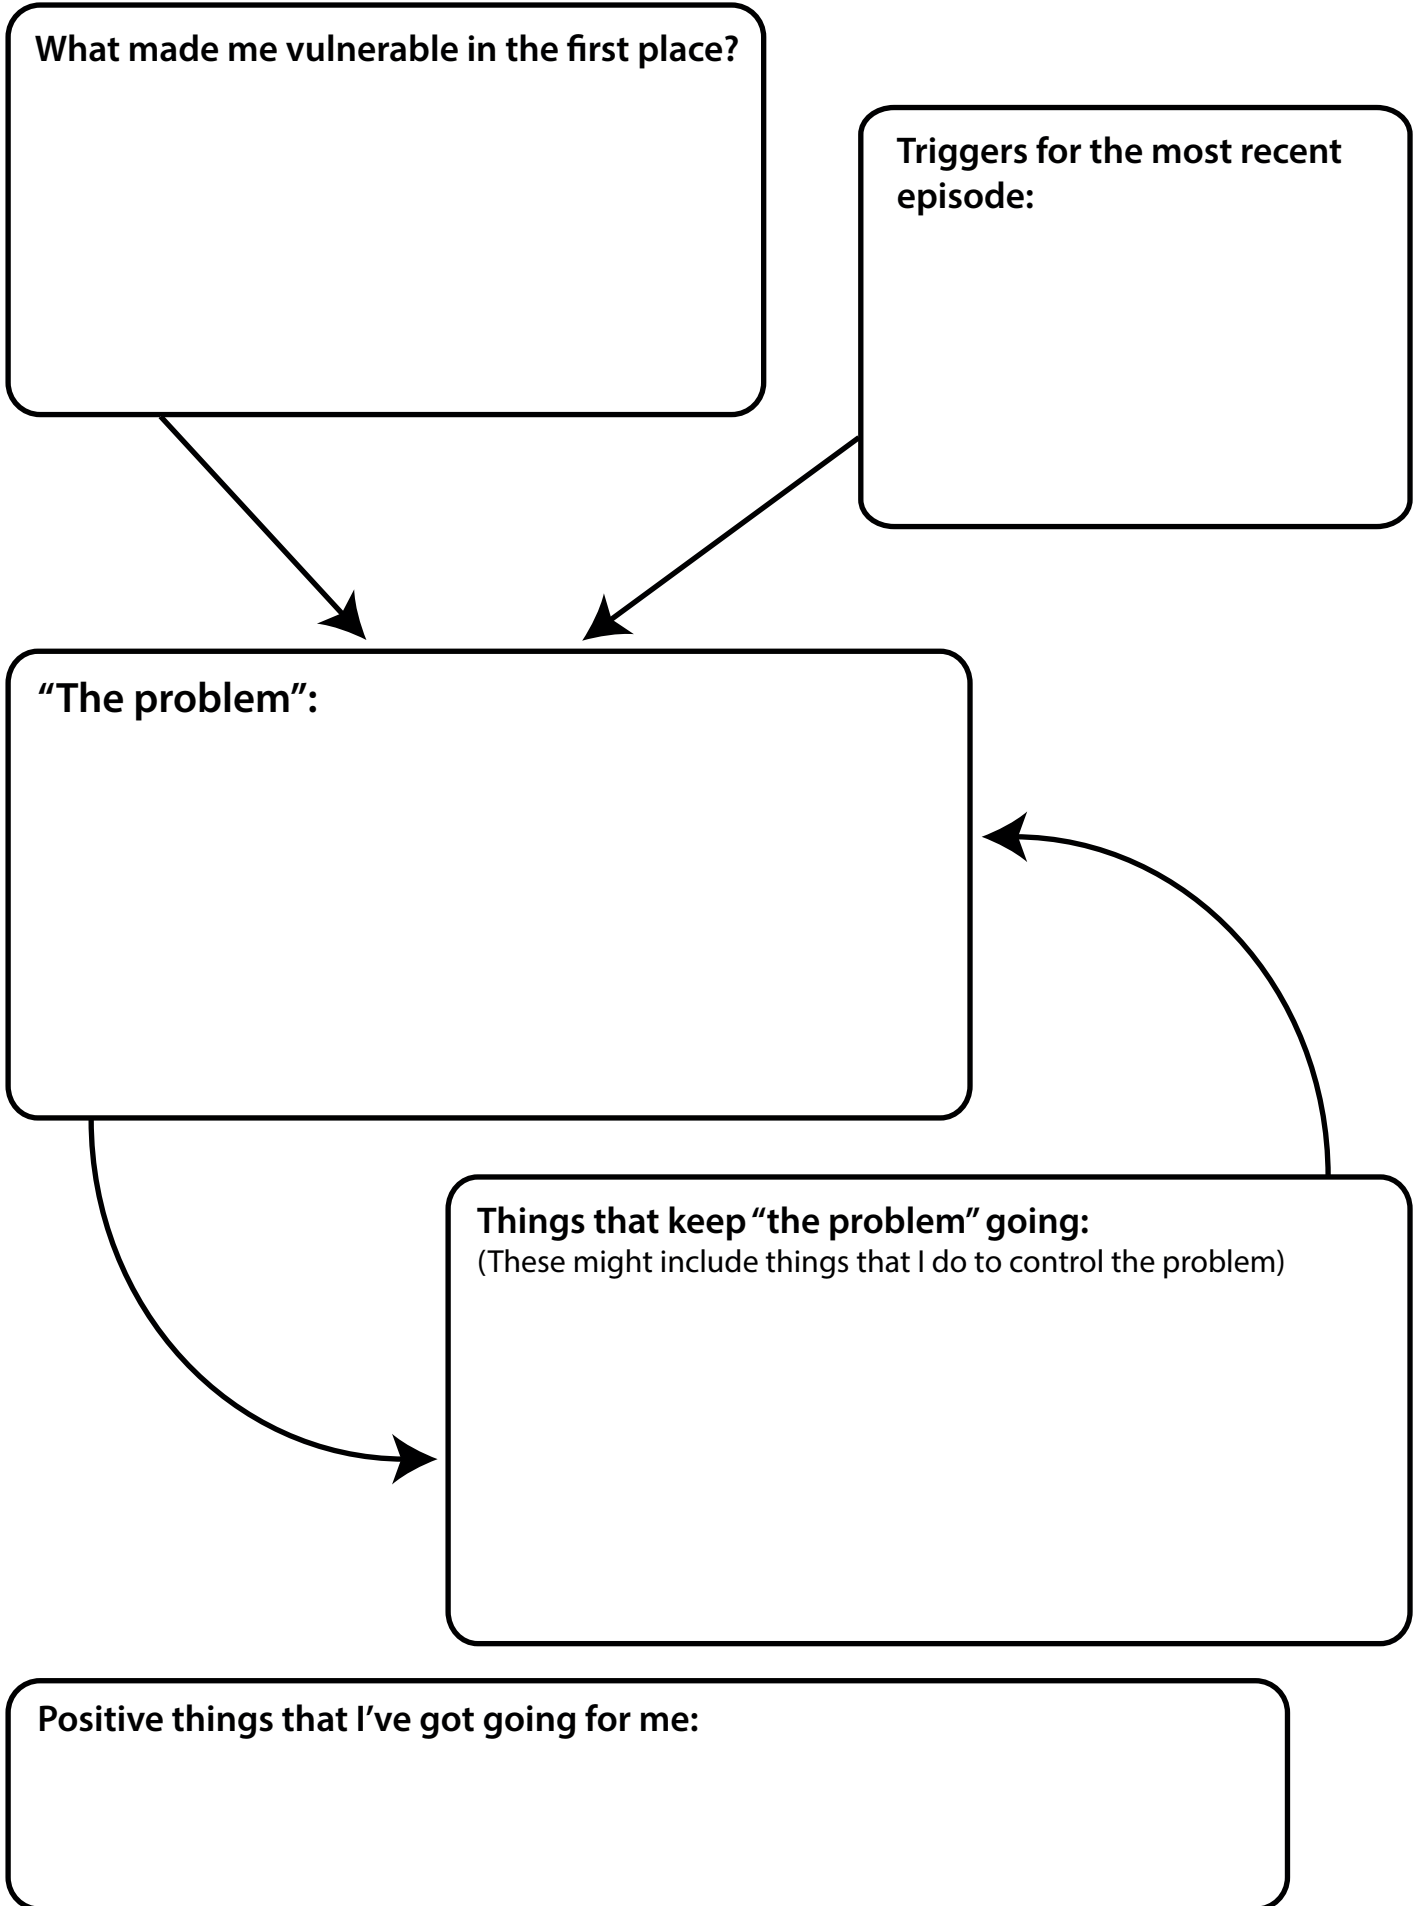 What made me vulnerable in the first place?
Triggers for the most recent
episode:
“The problem”:
Things that keep “the problem” going:
(These might include things that I do to control the problem)
Positive things that I’ve got going for me: